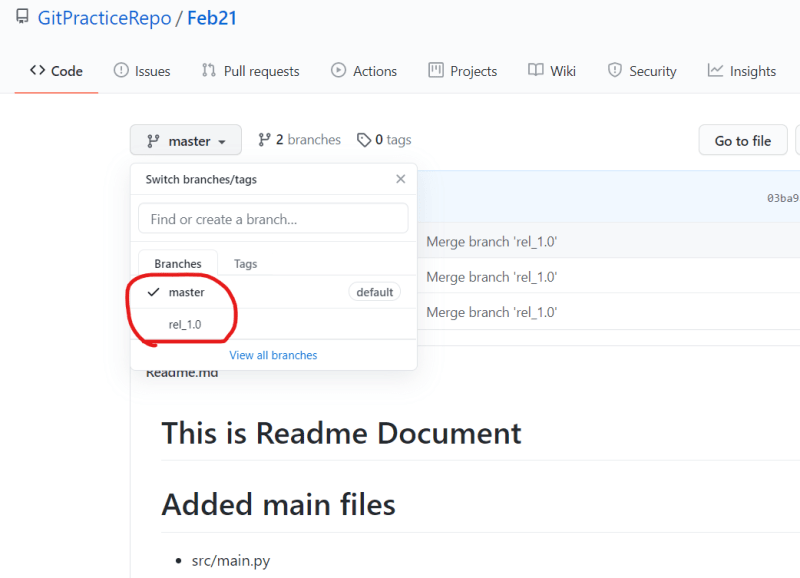 GitPracticeRepo / Feb21
<> Code Issues Pull requests Actions Projects Wiki Security Insights
master 2 branches 0 tags Go to file
Switch branches/tags
03ba9
Find or create a branch...
Merge branch 'rel_1.0'
Branches Tags
Merge branch 'rel_1.0'
master default
Merge branch 'rel_1.0'
rel_1.0
View all branches
Readme.md
This is Readme Document
Added main files
• src/main.py